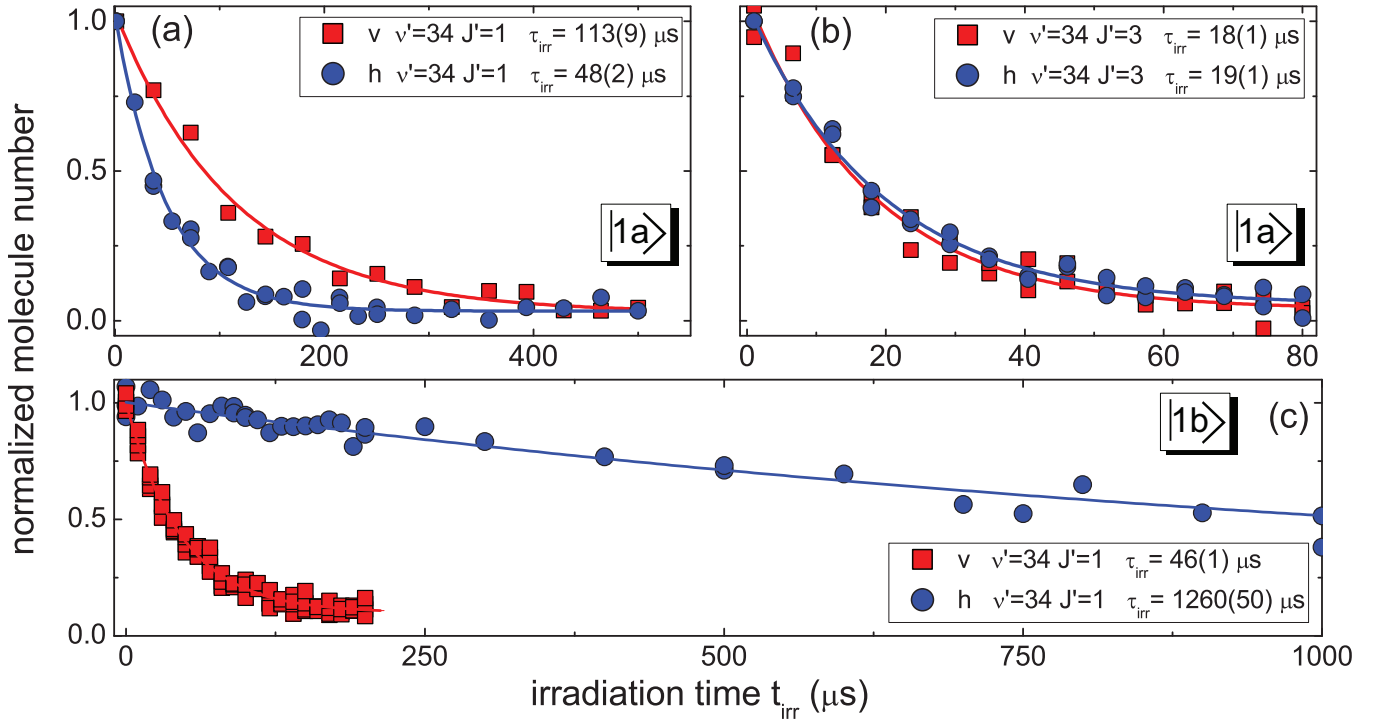 (a)
v ν'=34 J'=1 τirr = 113(9) μs
h ν'=34 J'=1 τirr = 48(2) μs
|1a>
1.0
0.5
0.0
0 200 400
(b)
v ν'=34 J'=3 τirr = 18(1) μs
h ν'=34 J'=3 τirr = 19(1) μs
|1a>
0 20 40 60 80
normalized molecule number
|1b>
(c)
1.0
0.5
0.0
v ν'=34 J'=1 τirr = 46(1) μs
h ν'=34 J'=1 τirr = 1260(50) μs
0 250 500 750 1000
irradiation time tirr (μs)